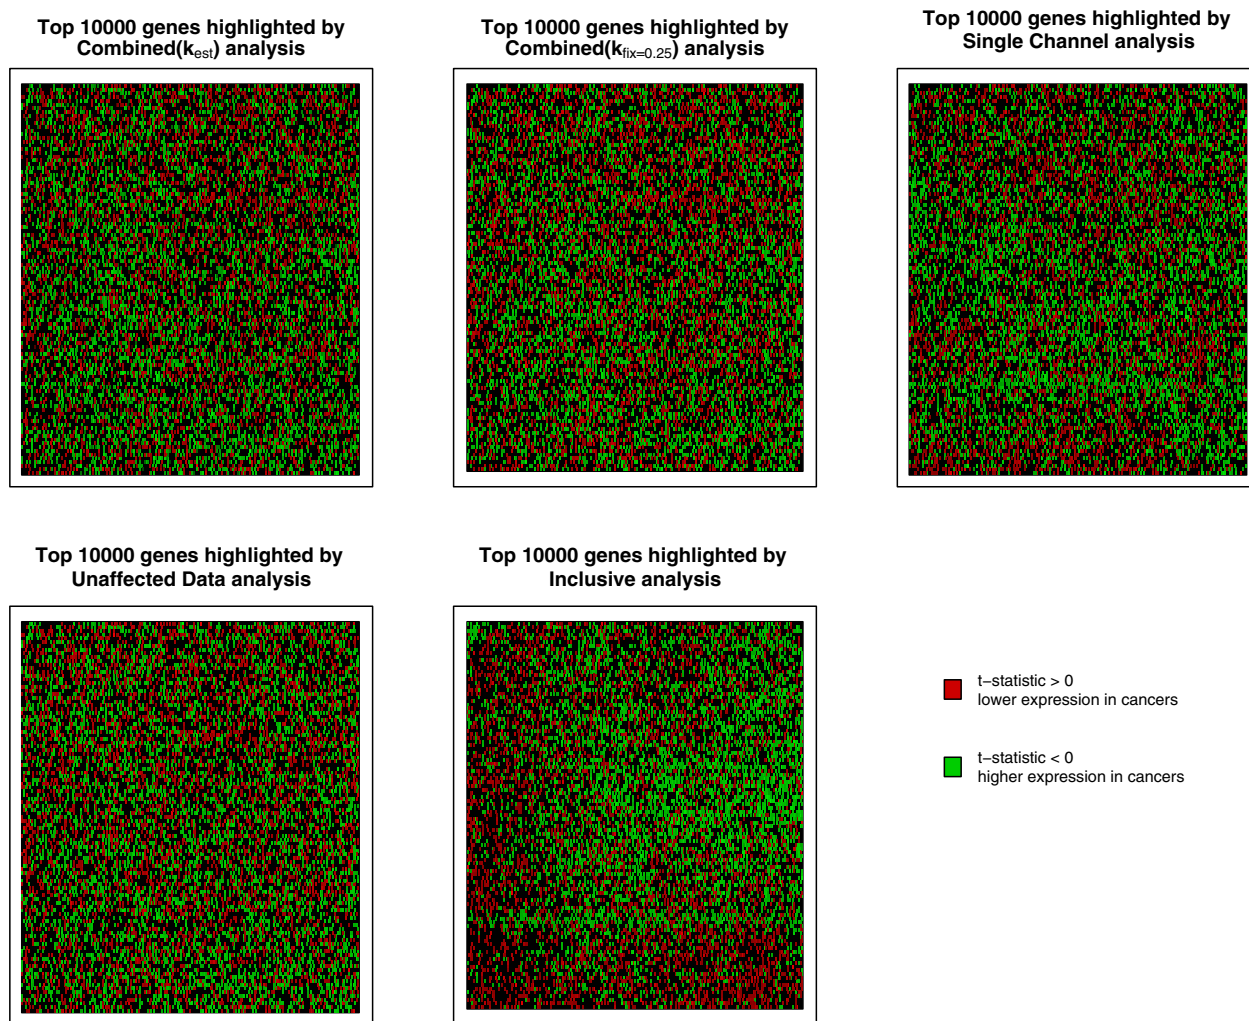 Top 10000 genes highlighted by
Combined(kest) analysis
Top 10000 genes highlighted by
Combined(kfix=0.25) analysis
Top 10000 genes highlighted by
Single Channel analysis
Top 10000 genes highlighted by
Unaffected Data analysis
Top 10000 genes highlighted by
Inclusive analysis
t−statistic > 0
lower expression in cancers
t−statistic < 0
higher expression in cancers